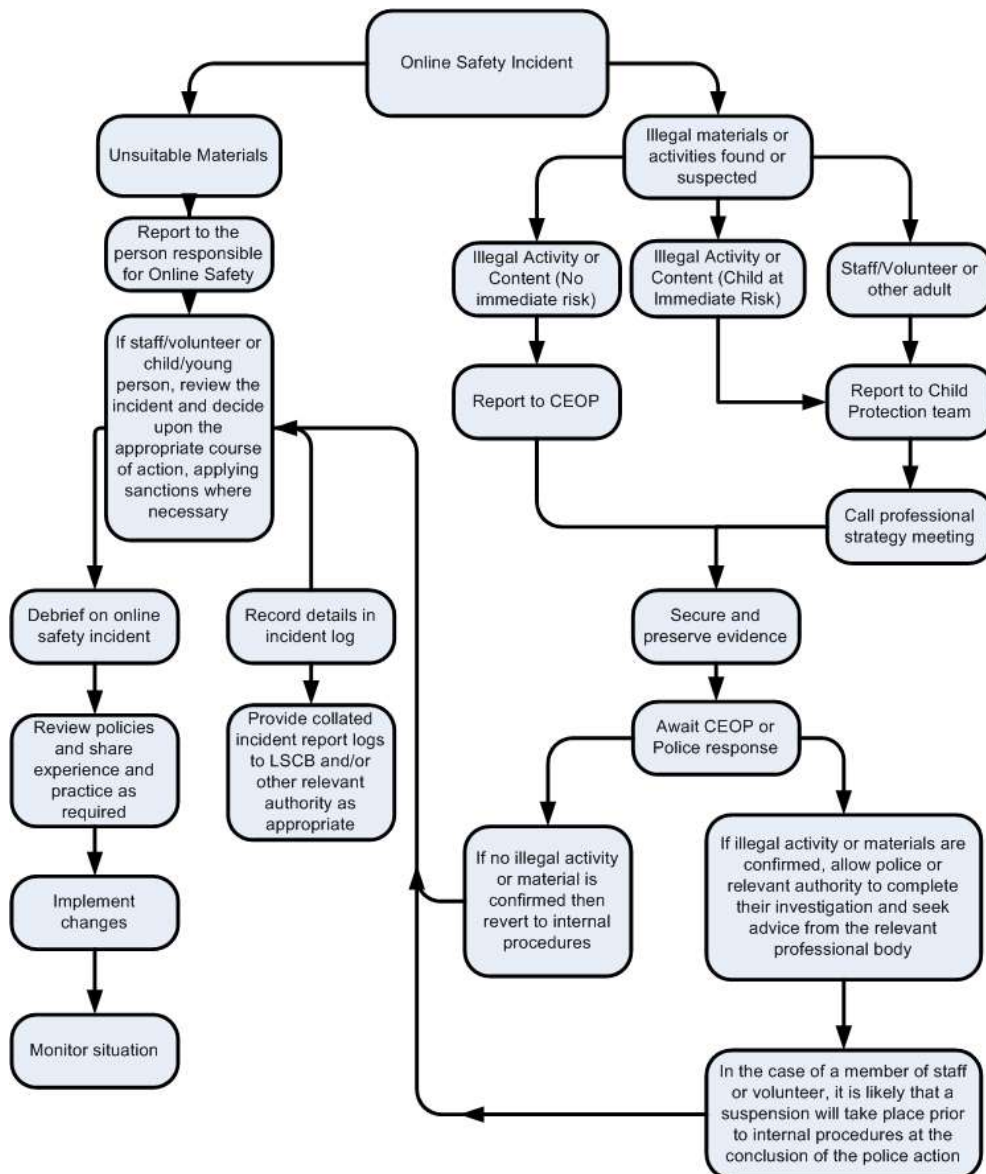 Online Safety Incident
Unsuitable Materials
Illegal materials or
activities found or
suspected
Report to the
person responsible
for Online Safety
Illegal Activity or
Content (No
immediate risk)
Illegal Activity or
Content (Child at
Immediate Risk)
Staff/Volunteer or
other adult
If staff/volunteer or
child/young
person, review the
incident and decide
upon the
appropriate course
of action, applying
sanctions where
necessary
Report to CEOP
Report to Child
Protection team
Call professional
strategy meeting
Debrief on online
safety incident
Record details in
incident log
Secure and
preserve evidence
Review policies
and share
experience and
practice as
required
Provide collated
incident report logs
to LSCB and/or
other relevant
authority as
appropriate
Await CEOP or
Police response
If no illegal activity
or material is
confirmed then
revert to internal
procedures
If illegal activity or materials are
confirmed, allow police or
relevant authority to complete
their investigation and seek
advice from the relevant
professional body
Implement
changes
Monitor situation
In the case of a member of staff
or volunteer, it is likely that a
suspension will take place prior
to internal procedures at the
conclusion of the police action